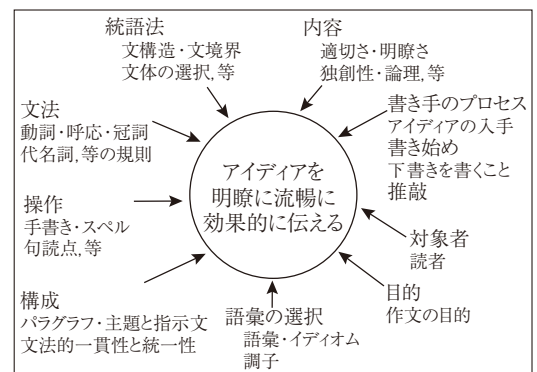 統語法
文構造・文境界
文体の選択, 等
内容
適切さ・明瞭さ
独創性・論理, 等
書き手のプロセス
アイディアの入手
書き始め
下書きを書くこと
推敲
対象者
読者
目的
作文の目的
語彙の選択
語彙・イディオム
調子
構成
パラグラフ・主題と指示文
文法的一貫性と統一性
操作
手書き・スペル
句読点, 等
文法
動詞・呼応・冠詞
代名詞, 等の規則
アイディアを
明瞭に流暢に
効果的に伝える